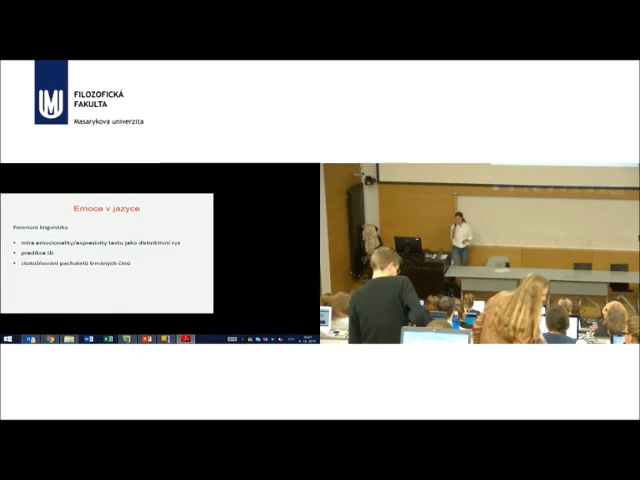 FILOZOFICKÁ
FAKULTA
Masarykova univerzita
Emoce v jazyce
Forenzní lingvistika
• míra emocionality/expresivity textu jako distinktivní rys
• predikce
• ztotožňování pachatelů trestných činů